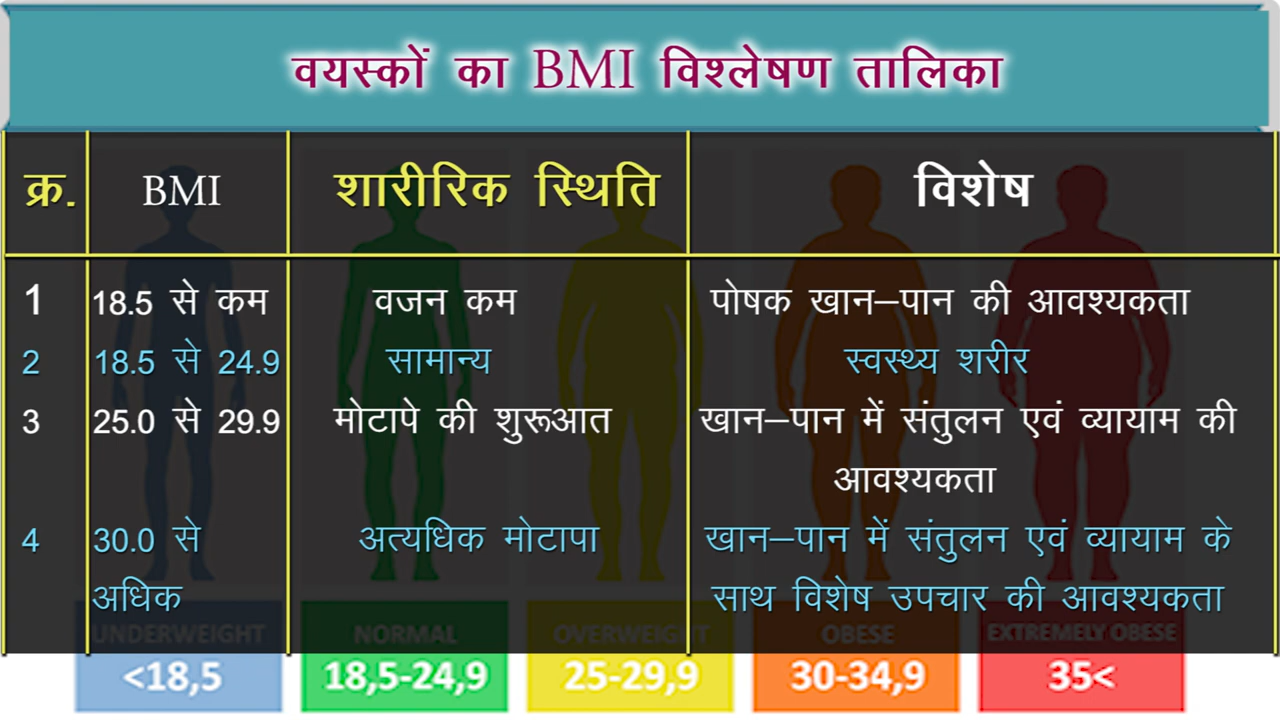 वयस्कों का BMI विश्लेषण तालिका
क्र. BMI शारीरिक स्थिति विशेष
1 18.5 से कम वजन कम पोषक खान–पान की आवश्यकता
2 18.5 से 24.9 सामान्य स्वस्थ्य शरीर
3 25.0 से 29.9 मोटापे की शुरूआत खान–पान में संतुलन एवं व्यायाम की
आवश्यकता
4 30.0 से अत्यधिक मोटापा खान–पान में संतुलन एवं व्यायाम के
अधिक साथ विशेष उपचार की आवश्यकता
UNDERWEIGHT NORMAL OVERWEIGHT OBESE EXTREMELY OBESE
<18,5 18,5-24,9 25-29,9 30-34,9 35<